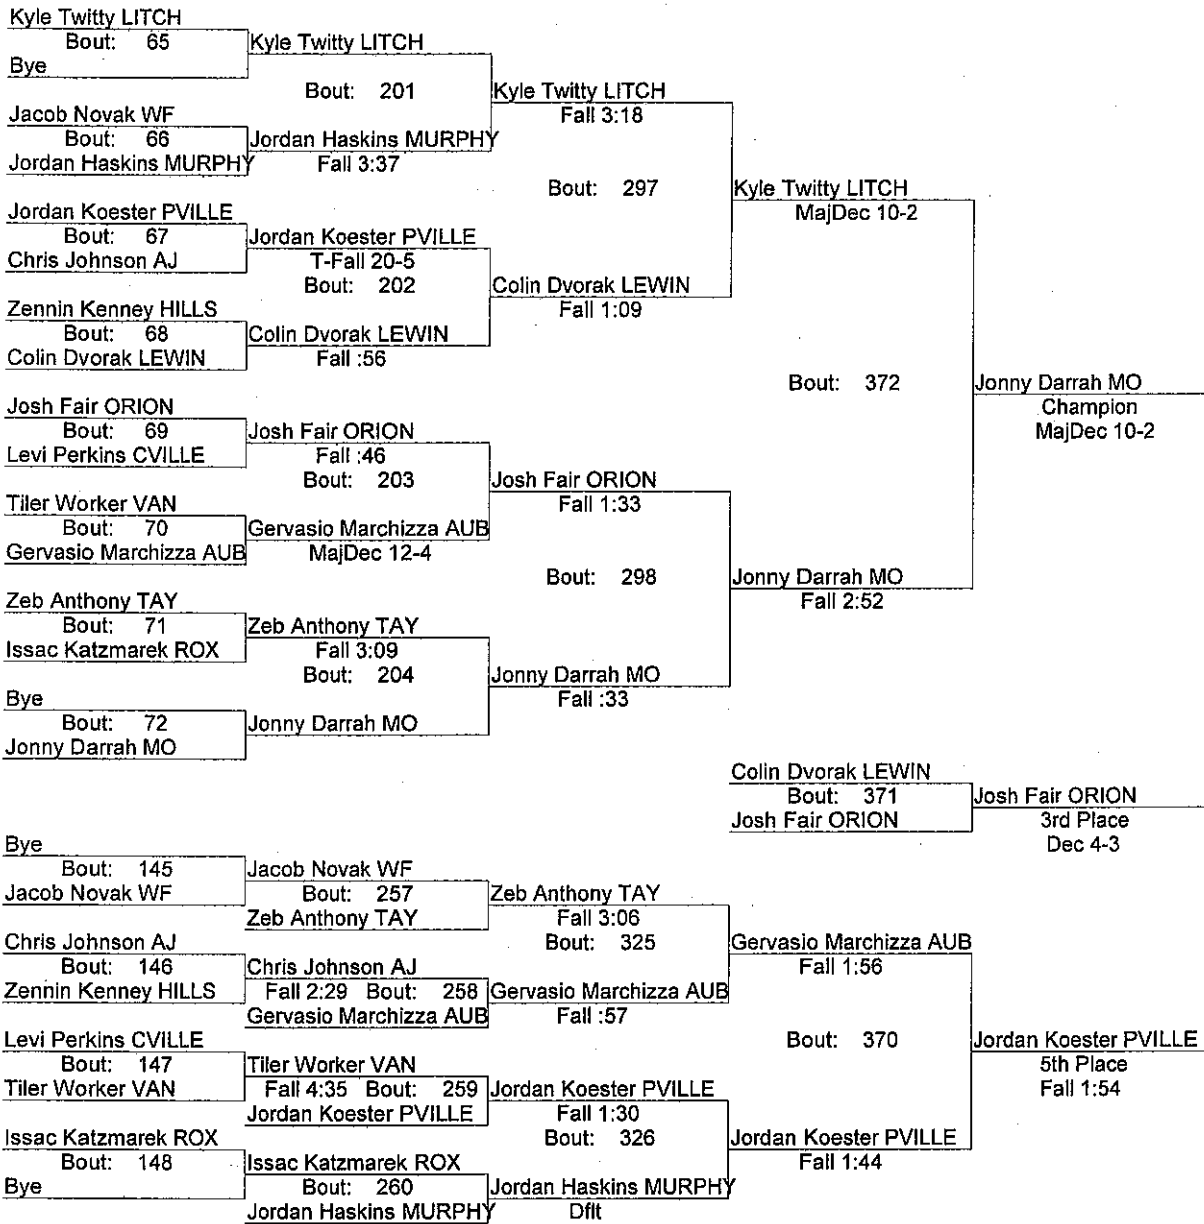 Kyle Twitty LITCH
Bout: 65
Bye
Kyle Twitty LITCH
Bout: 201
Jacob Novak WF
Bout: 66
Jordan Haskins MURPHY
Jordan Haskins MURPHY
Fall 3:37
Kyle Twitty LITCH
Fall 3:18
Bout: 297
Jordan Koester PVILLE
Bout: 67
Chris Johnson AJ
Jordan Koester PVILLE
T-Fall 20-5
Bout: 202
Zennin Kenney HILLS
Bout: 68
Colin Dvorak LEWIN
Colin Dvorak LEWIN
Fall :56
Colin Dvorak LEWIN
Fall 1:09
Kyle Twitty LITCH
MajDec 10-2
Bout: 372
Josh Fair ORION
Bout: 69
Levi Perkins CVILLE
Josh Fair ORION
Fall :46
Bout: 203
Tiler Worker VAN
Bout: 70
Gervasio Marchizza AUB
Gervasio Marchizza AUB
MajDec 12-4
Josh Fair ORION
Fall 1:33
Bout: 298
Zeb Anthony TAY
Bout: 71
Issac Katzmarek ROX
Zeb Anthony TAY
Fall 3:09
Bout: 204
Bye
Bout: 72
Jonny Darrah MO
Jonny Darrah MO
Jonny Darrah MO
Fall :33
Jonny Darrah MO
Fall 2:52
Jonny Darrah MO
Champion
MajDec 10-2
Colin Dvorak LEWIN
Bout: 371
Josh Fair ORION
Josh Fair ORION
3rd Place
Dec 4-3
Bye
Bout: 145
Jacob Novak WF
Jacob Novak WF
Bout: 257
Zeb Anthony TAY
Zeb Anthony TAY
Fall 3:06
Bout: 325
Chris Johnson AJ
Bout: 146
Zennin Kenney HILLS
Chris Johnson AJ
Fall 2:29 Bout: 258
Gervasio Marchizza AUB
Gervasio Marchizza AUB
Fall :57
Gervasio Marchizza AUB
Fall 1:56
Bout: 370
Levi Perkins CVILLE
Bout: 147
Tiler Worker VAN
Tiler Worker VAN
Fall 4:35 Bout: 259
Jordan Koester PVILLE
Jordan Koester PVILLE
Fall 1:30
Bout: 326
Issac Katzmarek ROX
Bout: 148
Bye
Issac Katzmarek ROX
Bout: 260
Jordan Haskins MURPHY
Jordan Haskins MURPHY
Dflt
Jordan Koester PVILLE
Fall 1:44
Jordan Koester PVILLE
5th Place
Fall 1:54